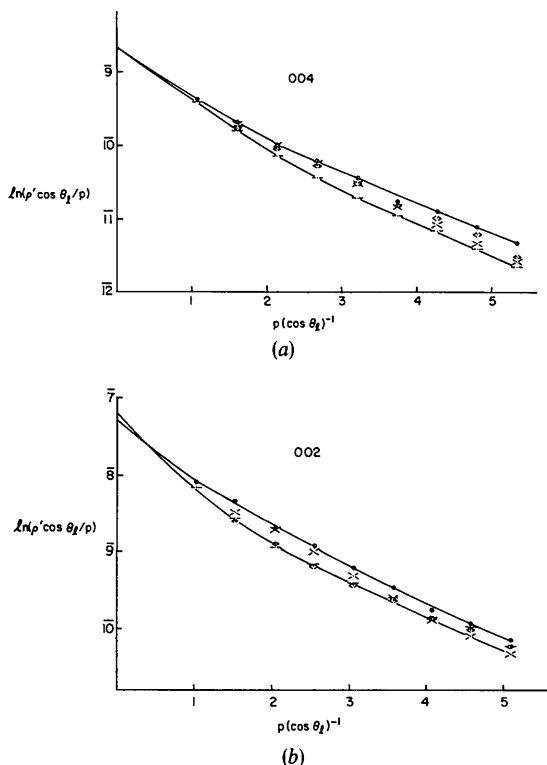 9̅
004
1̅0̅
ln(ρ' cos θ_ℓ/p)
1̅1̅
1̅2̅
1 2 3 4 5
p(cos θ_ℓ)⁻¹
(a)
7̅
002
8̅
ln(ρ' cos θ_ℓ/p)
9̅
1̅0̅
1 2 3 4 5
p(cos θ_ℓ)⁻¹
(b)